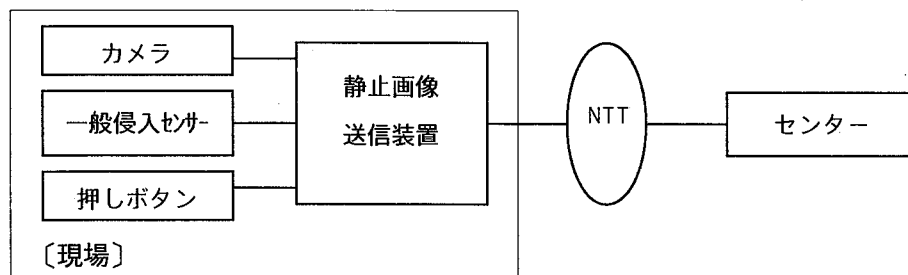 カメラ
一般侵入センサー
押しボタン
静止画像
送信装置
NTT
センター
〔現場〕